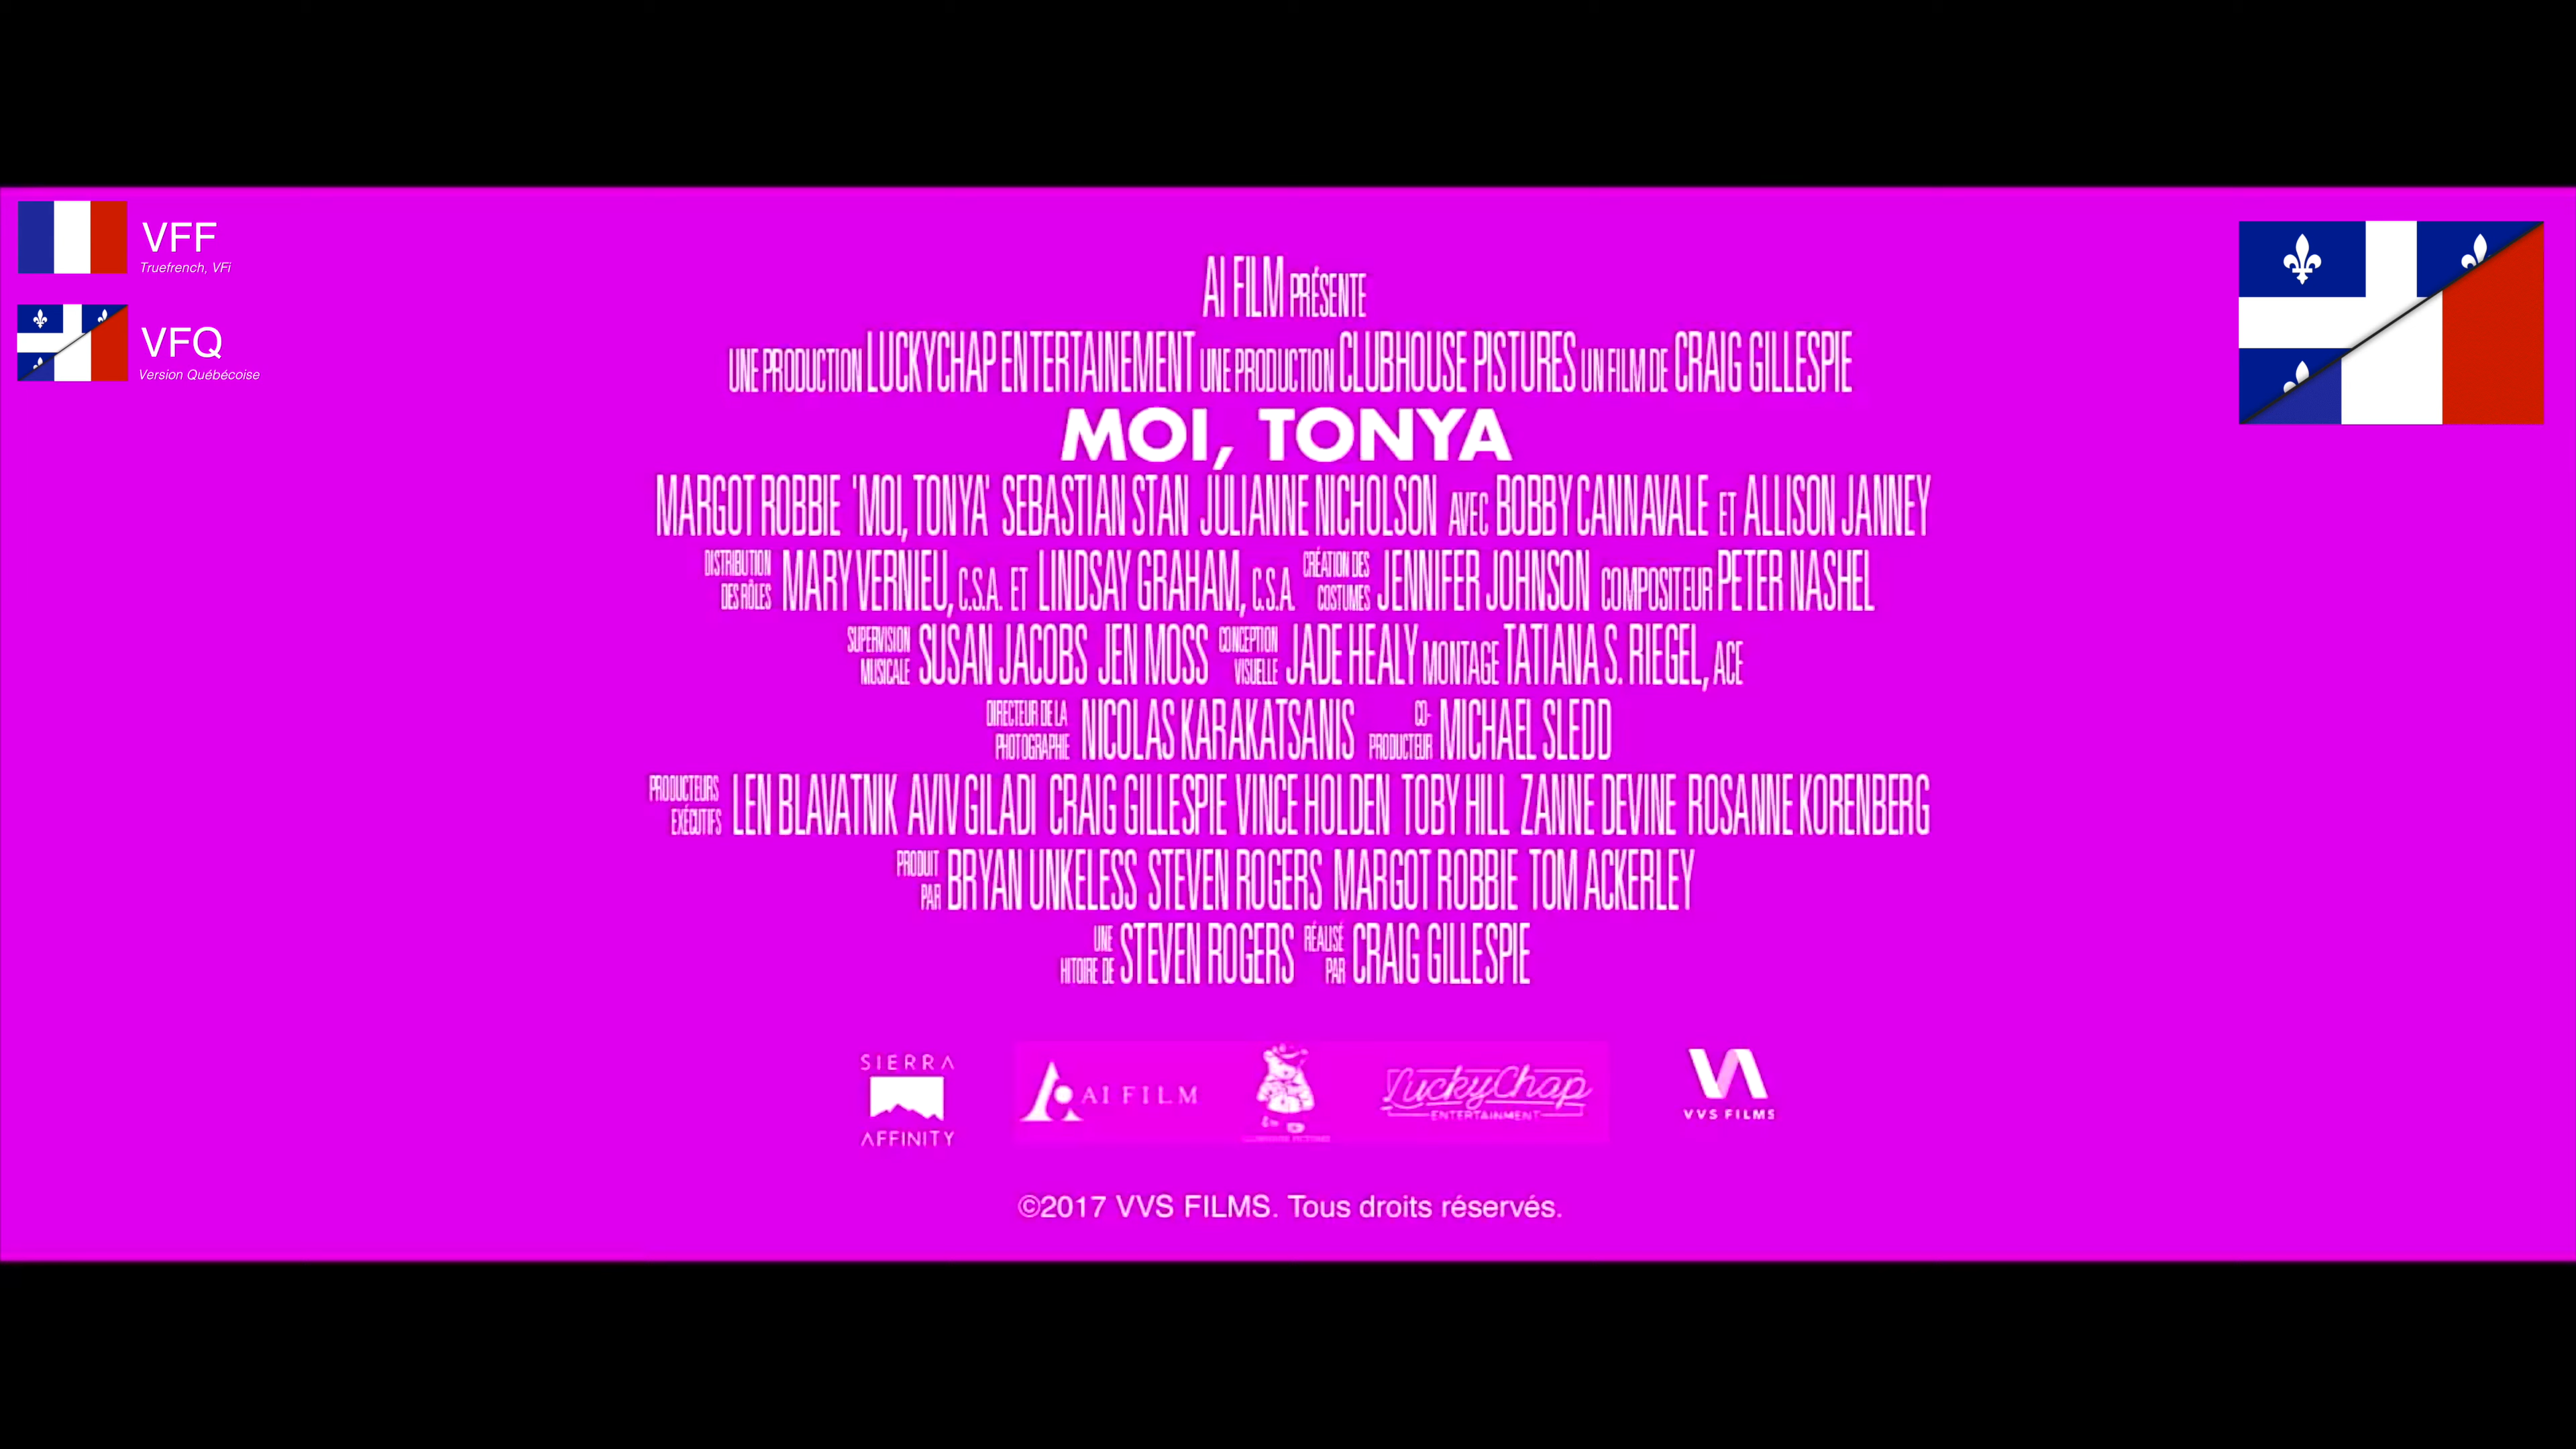 VFF
Truefrench, VFi
VFQ
Version Québécoise
AI FILM PRÉSENTE
UNE PRODUCTION LUCKYCHAP ENTERTAINEMENT UNE PRODUCTION CLUBHOUSE PISTURES UN FILM DE CRAIG GILLESPIE
MOI, TONYA
MARGOT ROBBIE 'MOI, TONYA' SEBASTIAN STAN JULIANNE NICHOLSON AVEC BOBBY CANNAVALE ET ALLISON JANNEY
DISTRIBUTION DES RÔLES MARY VERNIEU, C.S.A. ET LINDSAY GRAHAM, C.S.A. CRÉATION DES COSTUMES JENNIFER JOHNSON COMPOSITEUR PETER NASHEL
SUPERVISION MUSICALE SUSAN JACOBS JEN MOSS CONCEPTION VISUELLE JADE HEALY MONTAGE TATIANA S. RIEGEL, ACE
DIRECTEUR DE LA PHOTOGRAPHIE NICOLAS KARAKATSANIS CO-PRODUCTEUR MICHAEL SLEDD
PRODUCTEURS EXÉCUTIFS LEN BLAVATNIK AVIV GILADI CRAIG GILLESPIE VINCE HOLDEN TOBY HILL ZANNE DEVINE ROSANNE KORENBERG
PRODUIT PAR BRYAN UNKELESS STEVEN ROGERS MARGOT ROBBIE TOM ACKERLEY
UNE HITOIRE DE STEVEN ROGERS RÉALISÉ PAR CRAIG GILLESPIE
SIERRA AFFINITY
AI FILM
LuckyChap ENTERTAINMENT
VVS FILMS
©2017 VVS FILMS. Tous droits réservés.